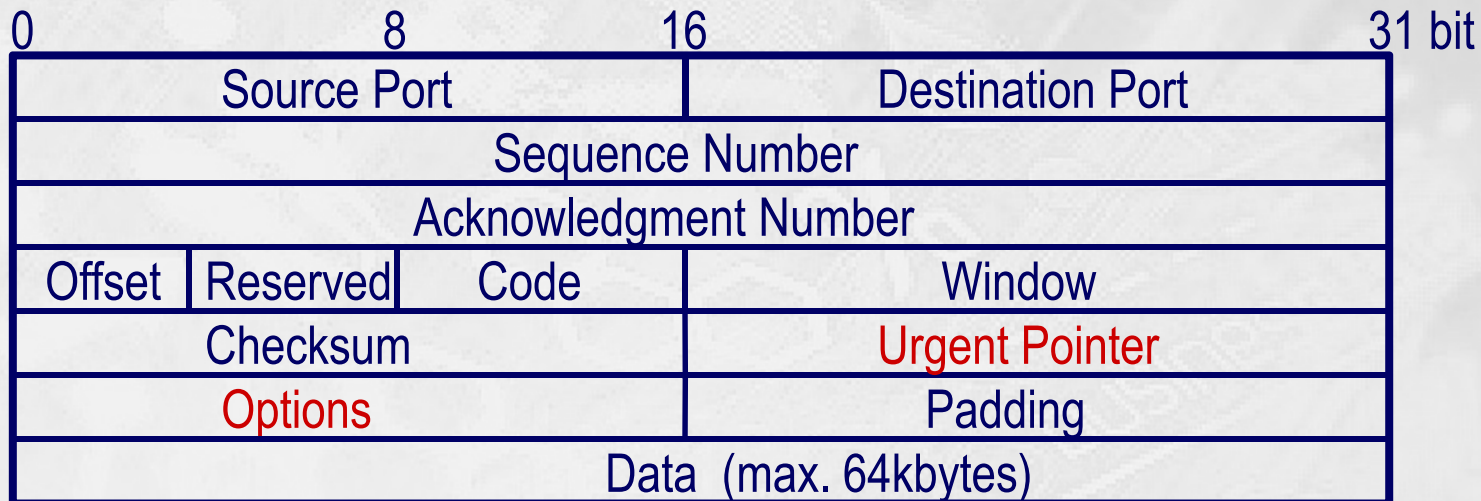 0 8 16 31 bit
Source Port Destination Port
Sequence Number
Acknowledgment Number
Offset Reserved Code Window
Checksum Urgent Pointer
Options Padding
Data (max. 64kbytes)